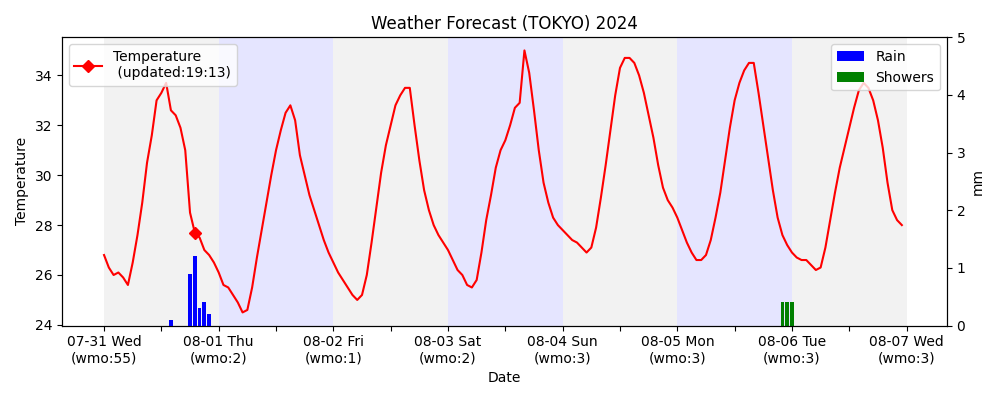 Weather Forecast (TOKYO) 2024
Temperature
(updated:19:13)
Rain
Showers
Temperature
34
32
30
28
26
24
5
4
3
2
1
0
mm
07-31 Wed
(wmo:55)
08-01 Thu
(wmo:2)
08-02 Fri
(wmo:1)
08-03 Sat
(wmo:2)
08-04 Sun
(wmo:3)
08-05 Mon
(wmo:3)
08-06 Tue
(wmo:3)
08-07 Wed
(wmo:3)
Date